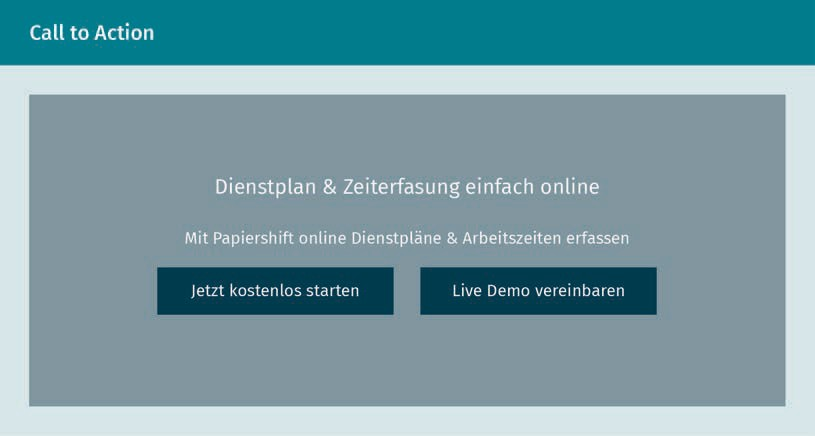 Call to Action
Dienstplan & Zeiterfasung einfach online
Mit Papiershift online Dienstpläne & Arbeitszeiten erfassen
Jetzt kostenlos starten
Live Demo vereinbaren